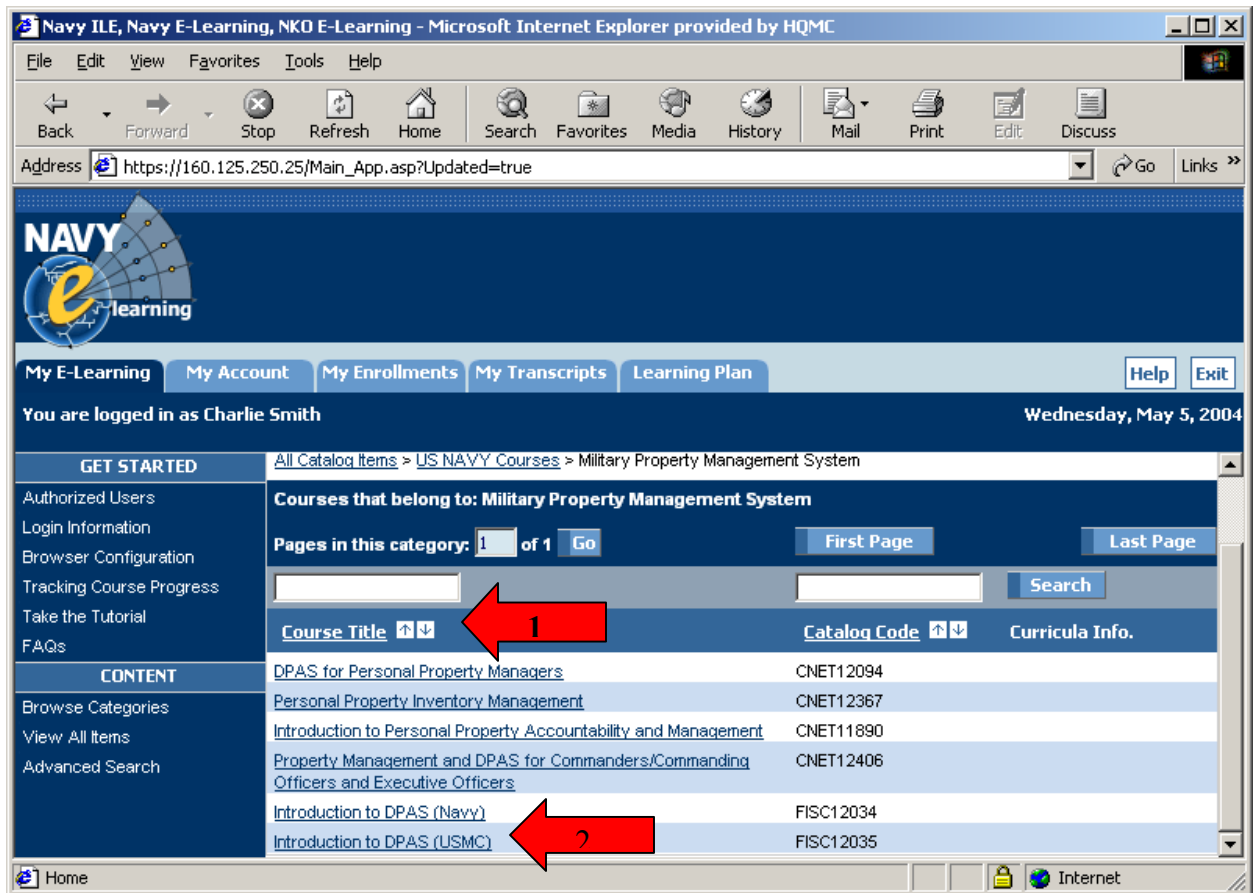 Navy ILE, Navy E-Learning, NKO E-Learning - Microsoft Internet Explorer provided by HQMC
File Edit View Favorites Tools Help
Back Forward Stop Refresh Home Search Favorites Media History Mail Print Edit Discuss
Address https://160.125.250.25/Main_App.asp?Updated=true Go Links »
NAVY
e
learning
My E-Learning My Account My Enrollments My Transcripts Learning Plan Help Exit
You are logged in as Charlie Smith Wednesday, May 5, 2004
GET STARTED
Authorized Users
Login Information
Browser Configuration
Tracking Course Progress
Take the Tutorial
FAQs
CONTENT
Browse Categories
View All Items
Advanced Search
All Catalog Items > US NAVY Courses > Military Property Management System
Courses that belong to: Military Property Management System
Pages in this category: 1 of 1 Go First Page Last Page
Search
Course Title 1 Catalog Code Curricula Info.
DPAS for Personal Property Managers CNET12094
Personal Property Inventory Management CNET12367
Introduction to Personal Property Accountability and Management CNET11890
Property Management and DPAS for Commanders/Commanding CNET12406
Officers and Executive Officers
Introduction to DPAS (Navy) FISC12034
Introduction to DPAS (USMC) 2 FISC12035
Home Internet